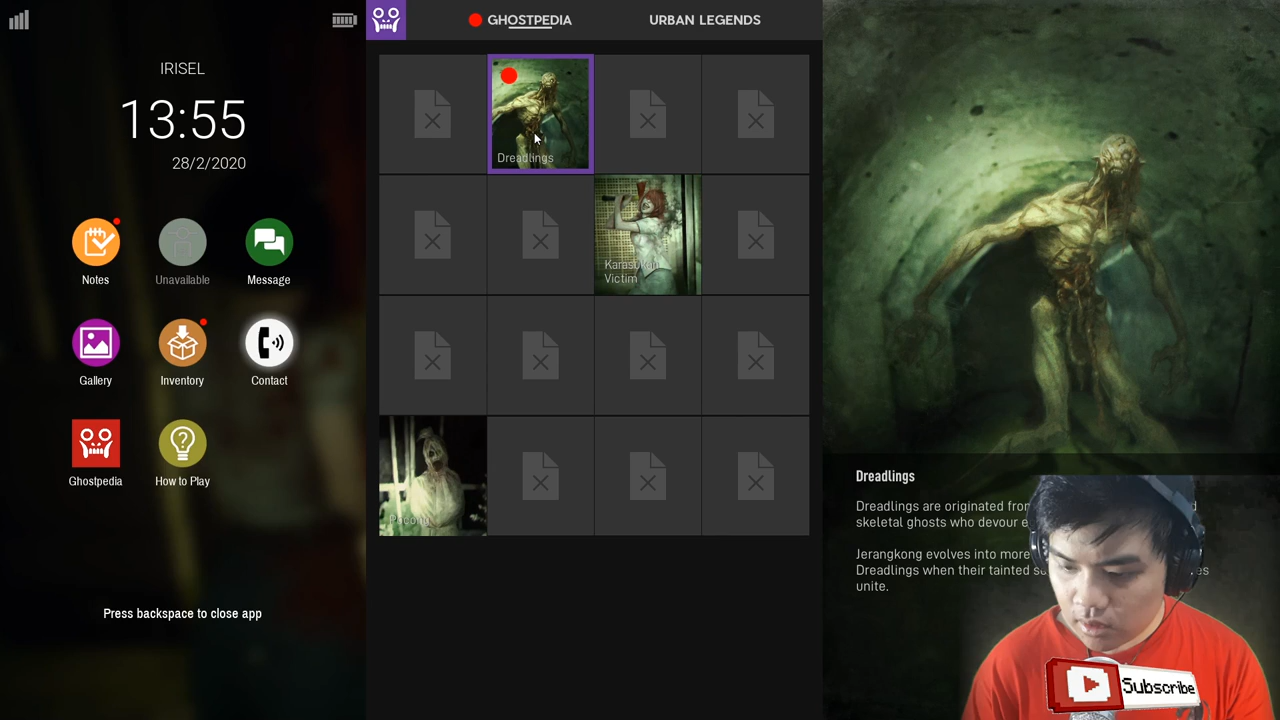 IRISEL
13:55
28/2/2020
Notes
Unavailable
Message
Gallery
Inventory
Contact
Ghostpedia
How to Play
Press backspace to close app
GHOSTPEDIA
URBAN LEGENDS
Dreadlings
Karasukan
Victim
Pocong
Dreadlings
Dreadlings are originated from
skeletal ghosts who devour
Jerangkong evolves into more
Dreadlings when their tainted
unite.
Subscribe